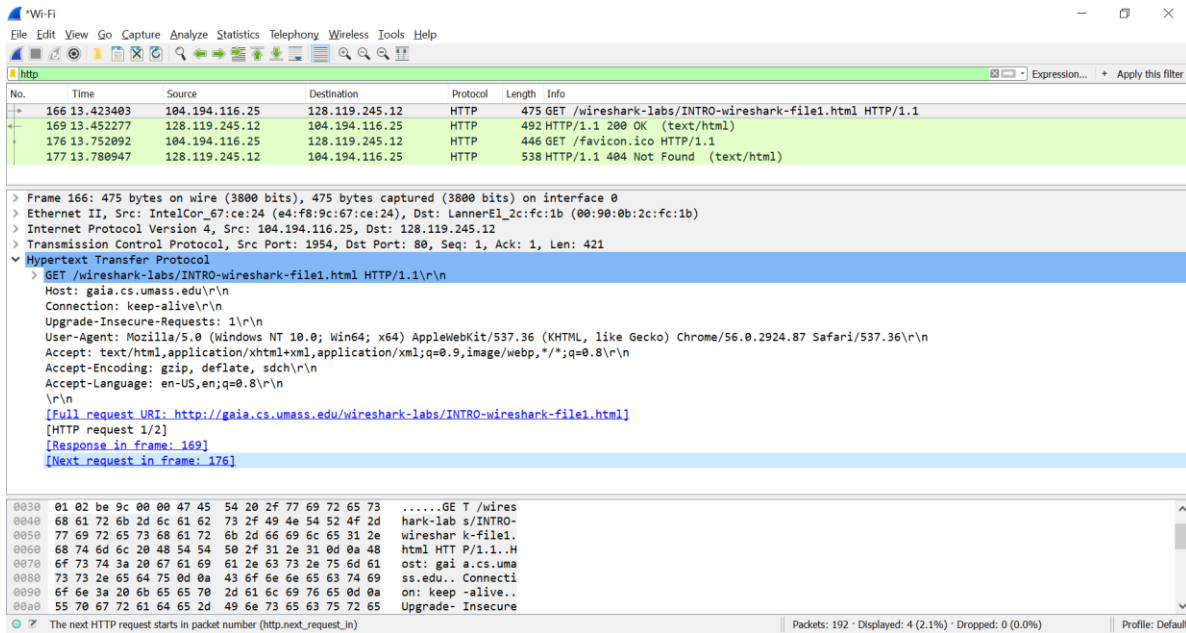 *Wi-Fi
File Edit View Go Capture Analyze Statistics Telephony Wireless Tools Help
http Expression... + Apply this filter
No. Time Source Destination Protocol Length Info
166 13.423403 104.194.116.25 128.119.245.12 HTTP 475 GET /wireshark-labs/INTRO-wireshark-file1.html HTTP/1.1
169 13.452277 128.119.245.12 104.194.116.25 HTTP 492 HTTP/1.1 200 OK (text/html)
176 13.752092 104.194.116.25 128.119.245.12 HTTP 446 GET /favicon.ico HTTP/1.1
177 13.780947 128.119.245.12 104.194.116.25 HTTP 538 HTTP/1.1 404 Not Found (text/html)
> Frame 166: 475 bytes on wire (3800 bits), 475 bytes captured (3800 bits) on interface 0
> Ethernet II, Src: IntelCor_67:ce:24 (e4:f8:9c:67:ce:24), Dst: LannerEl_2c:fc:1b (00:90:0b:2c:fc:1b)
> Internet Protocol Version 4, Src: 104.194.116.25, Dst: 128.119.245.12
> Transmission Control Protocol, Src Port: 1954, Dst Port: 80, Seq: 1, Ack: 1, Len: 421
Hypertext Transfer Protocol
> GET /wireshark-labs/INTRO-wireshark-file1.html HTTP/1.1\r\n
Host: gaia.cs.umass.edu\r\n
Connection: keep-alive\r\n
Upgrade-Insecure-Requests: 1\r\n
User-Agent: Mozilla/5.0 (Windows NT 10.0; Win64; x64) AppleWebKit/537.36 (KHTML, like Gecko) Chrome/56.0.2924.87 Safari/537.36\r\n
Accept: text/html,application/xhtml+xml,application/xml;q=0.9,image/webp,*/*;q=0.8\r\n
Accept-Encoding: gzip, deflate, sdch\r\n
Accept-Language: en-US,en;q=0.8\r\n
\r\n
[Full request URI: http://gaia.cs.umass.edu/wireshark-labs/INTRO-wireshark-file1.html]
[HTTP request 1/2]
[Response in frame: 169]
[Next request in frame: 176]
0030 01 02 be 9c 00 00 47 45 54 20 2f 77 69 72 65 73 ......GE T /wires
0040 68 61 72 6b 2d 6c 61 62 73 2f 49 4e 54 52 4f 2d hark-lab s/INTRO-
0050 77 69 72 65 73 68 61 72 6b 2d 66 69 6c 65 31 2e wireshar k-file1.
0060 68 74 6d 6c 20 48 54 54 50 2f 31 2e 31 0d 0a 48 html HTT P/1.1..H
0070 6f 73 74 3a 20 67 61 69 61 2e 63 73 2e 75 6d 61 ost: gai a.cs.uma
0080 73 73 2e 65 64 75 0d 0a 43 6f 6e 6e 65 63 74 69 ss.edu.. Connecti
0090 6f 6e 3a 20 6b 65 65 70 2d 61 6c 69 76 65 0d 0a on: keep -alive..
00a0 55 70 67 72 61 64 65 2d 49 6e 73 65 63 75 72 65 Upgrade- Insecure
The next HTTP request starts in packet number (http.next_request_in) Packets: 192 · Displayed: 4 (2.1%) · Dropped: 0 (0.0%) Profile: Default